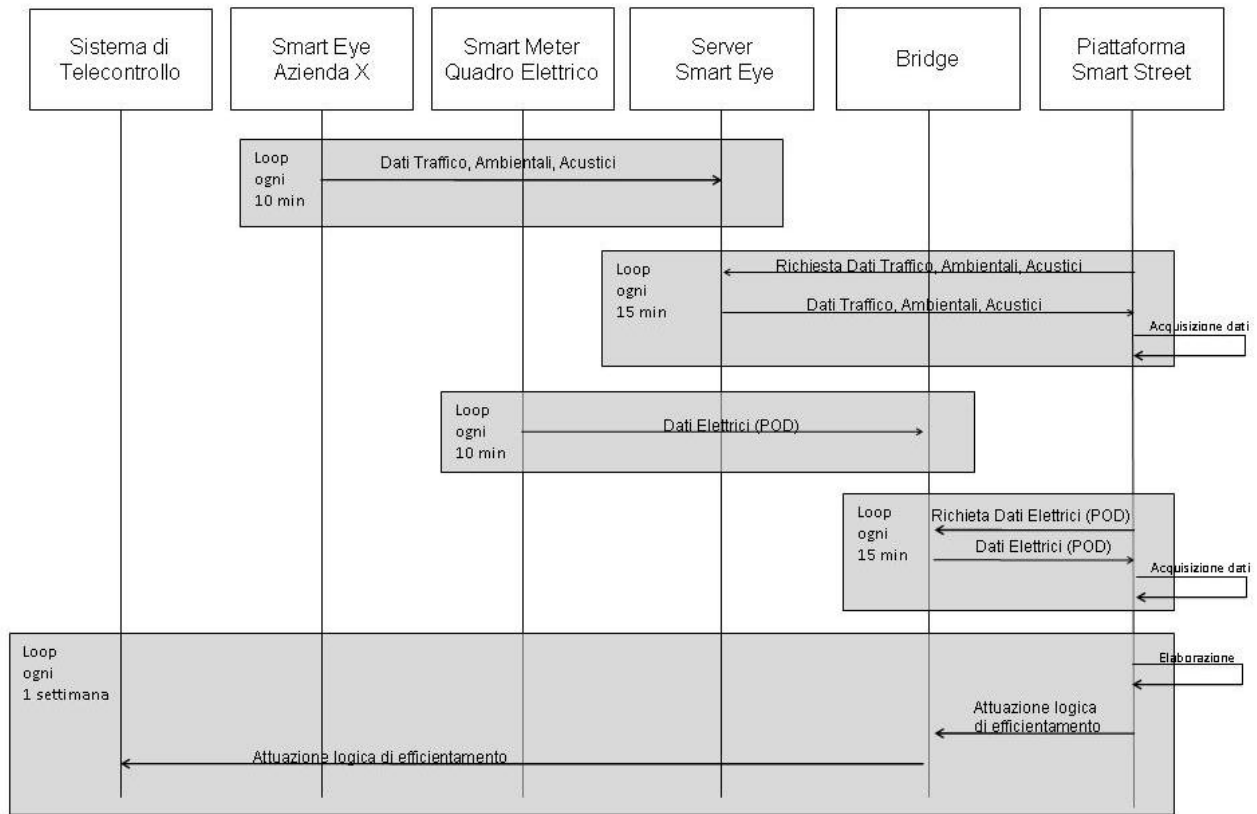 Sistema di
Telecontrollo
Smart Eye
Azienda X
Smart Meter
Quadro Elettrico
Server
Smart Eye
Bridge
Piattaforma
Smart Street
Loop
ogni
10 min
Dati Traffico, Ambientali, Acustici
Loop
ogni
15 min
Richiesta Dati Traffico, Ambientali, Acustici
Dati Traffico, Ambientali, Acustici
Acquisizione dati
Loop
ogni
10 min
Dati Elettrici (POD)
Loop
ogni
15 min
Richieta Dati Elettrici (POD)
Dati Elettrici (POD)
Acquisizione dati
Loop
ogni
1 settimana
Elaborazione
Attuazione logica
di efficientamento
Attuazione logica di efficientamento